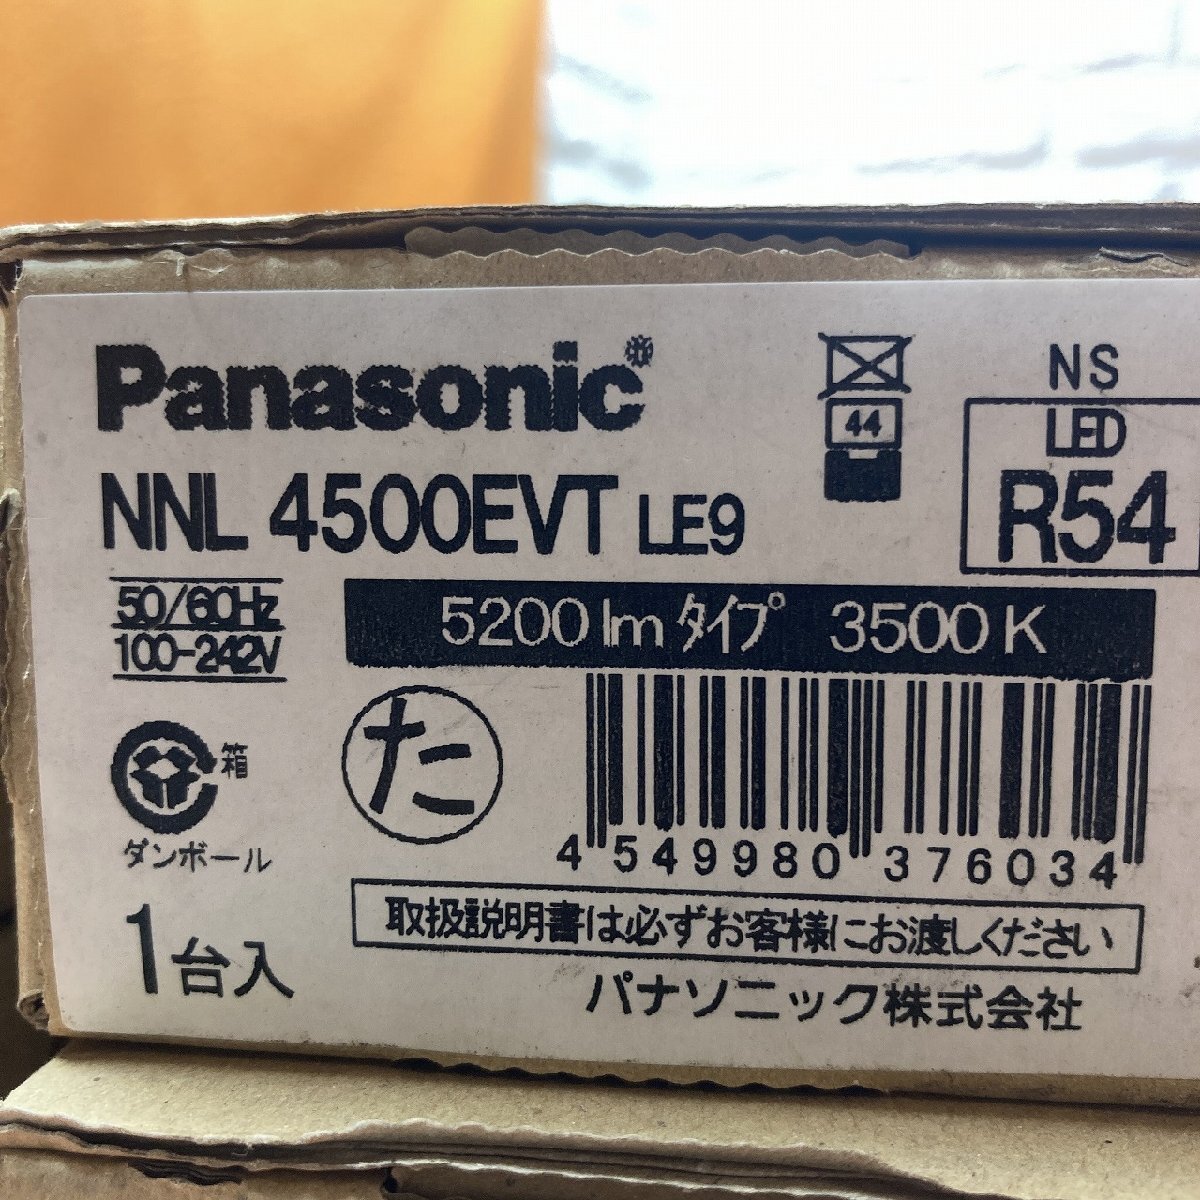 Panasonic
NNL 4500EVT LE9
44
NS
LED
R54
50/60Hz
100-242V
5200 lm タイプ 3500 K
箱
ダンボール
た
4 549980 376034
1台入
取扱説明書は必ずお客様にお渡しください
パナソニック株式会社